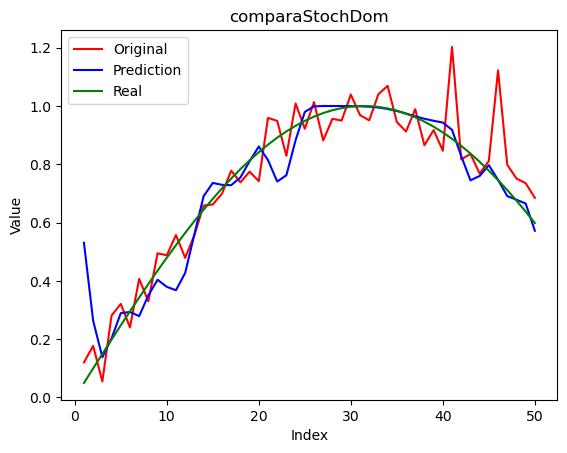 comparaStochDom
Original
Prediction
Real
Value
1.2
1.0
0.8
0.6
0.4
0.2
0.0
0 10 20 30 40 50
Index